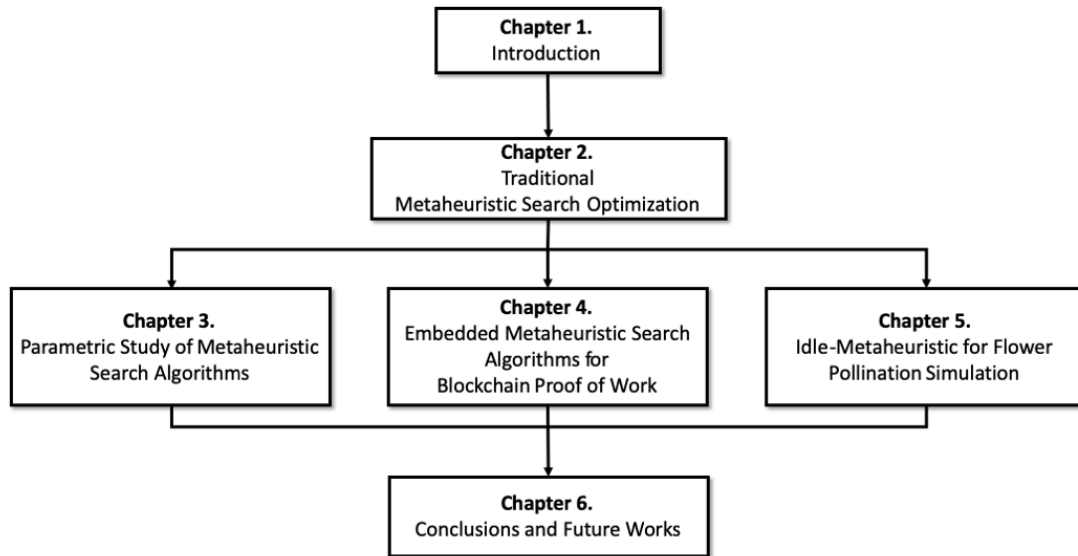 Chapter 1.
Introduction
Chapter 2.
Traditional
Metaheuristic Search Optimization
Chapter 3.
Parametric Study of Metaheuristic
Search Algorithms
Chapter 4.
Embedded Metaheuristic Search
Algorithms for
Blockchain Proof of Work
Chapter 5.
Idle-Metaheuristic for Flower
Pollination Simulation
Chapter 6.
Conclusions and Future Works